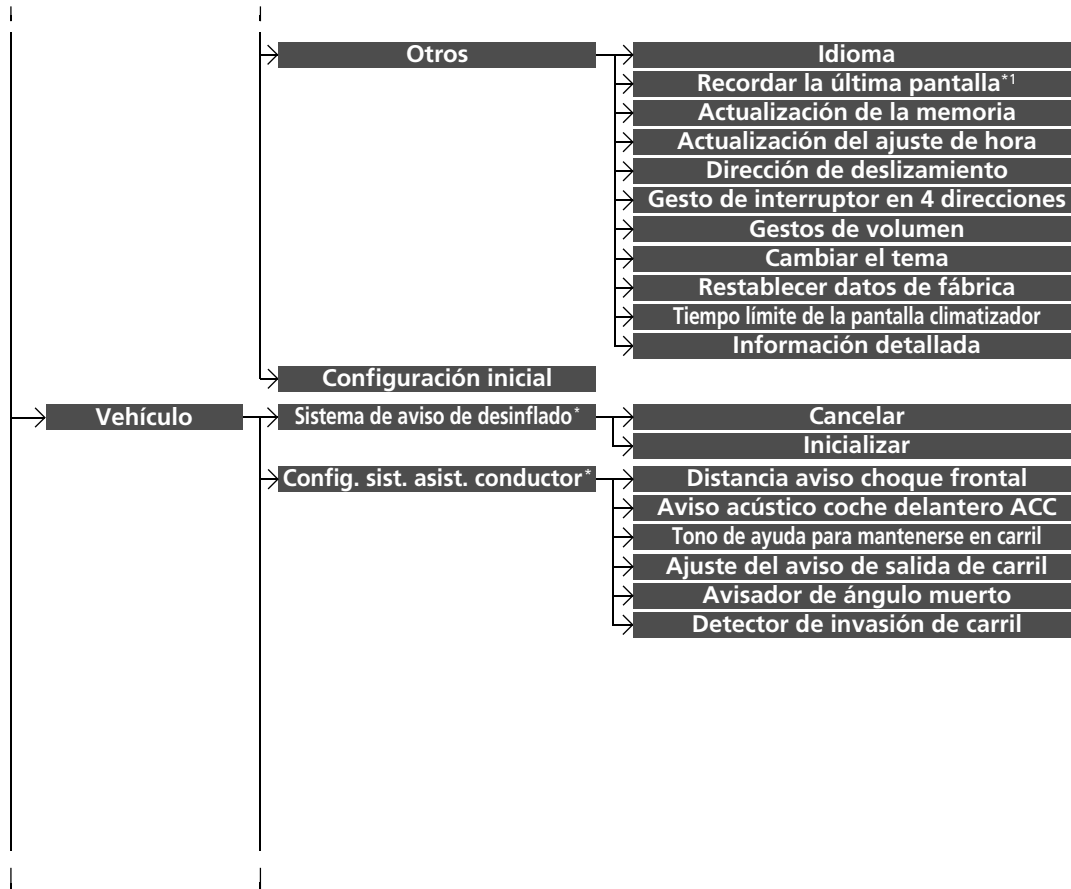 Otros
Idioma
Recordar la última pantalla*1
Actualización de la memoria
Actualización del ajuste de hora
Dirección de deslizamiento
Gesto de interruptor en 4 direcciones
Gestos de volumen
Cambiar el tema
Restablecer datos de fábrica
Tiempo límite de la pantalla climatizador
Información detallada
Configuración inicial
Vehículo
Sistema de aviso de desinflado*
Cancelar
Inicializar
Config. sist. asist. conductor*
Distancia aviso choque frontal
Aviso acústico coche delantero ACC
Tono de ayuda para mantenerse en carril
Ajuste del aviso de salida de carril
Avisador de ángulo muerto
Detector de invasión de carril